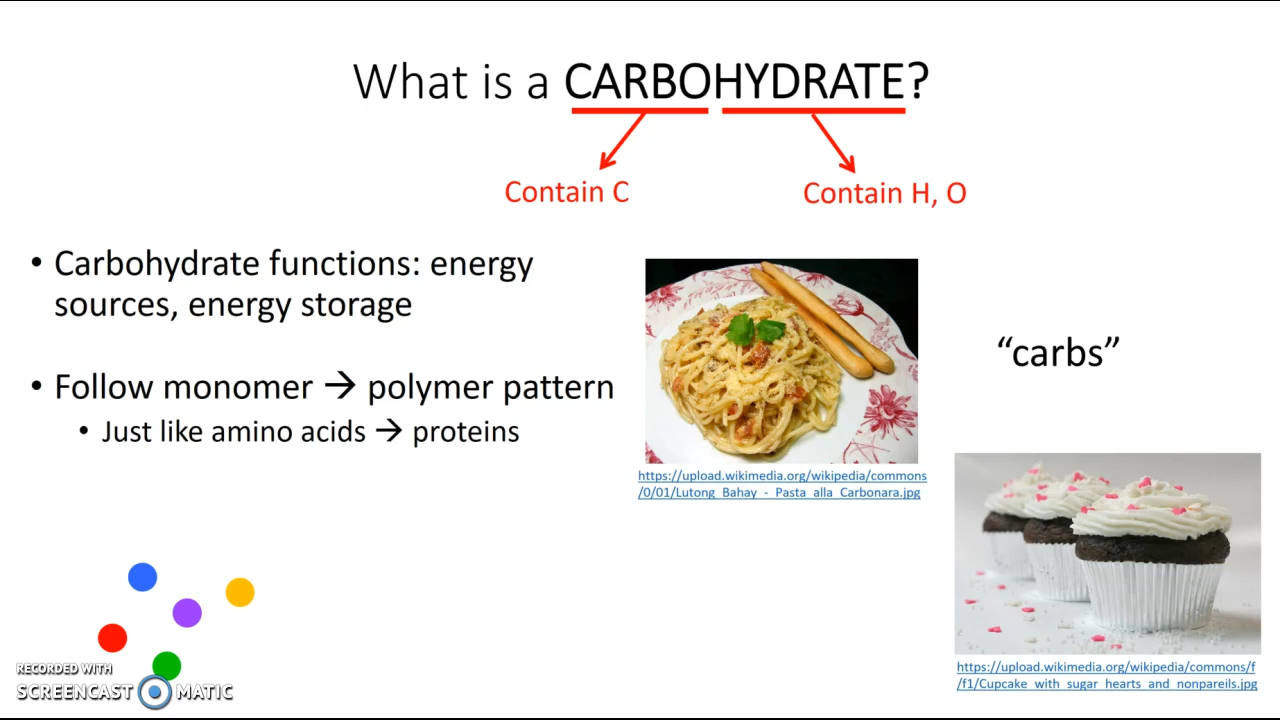 What is a CARBOHYDRATE?
Contain C
Contain H, O
• Carbohydrate functions: energy
sources, energy storage
• Follow monomer → polymer pattern
• Just like amino acids → proteins
"carbs"
https://upload.wikimedia.org/wikipedia/commons
/0/01/Lutong_Bahay_-_Pasta_alla_Carbonara.jpg
https://upload.wikimedia.org/wikipedia/commons/f
/f1/Cupcake_with_sugar_hearts_and_nonpareils.jpg
RECORDED WITH
SCREENCAST MATIC